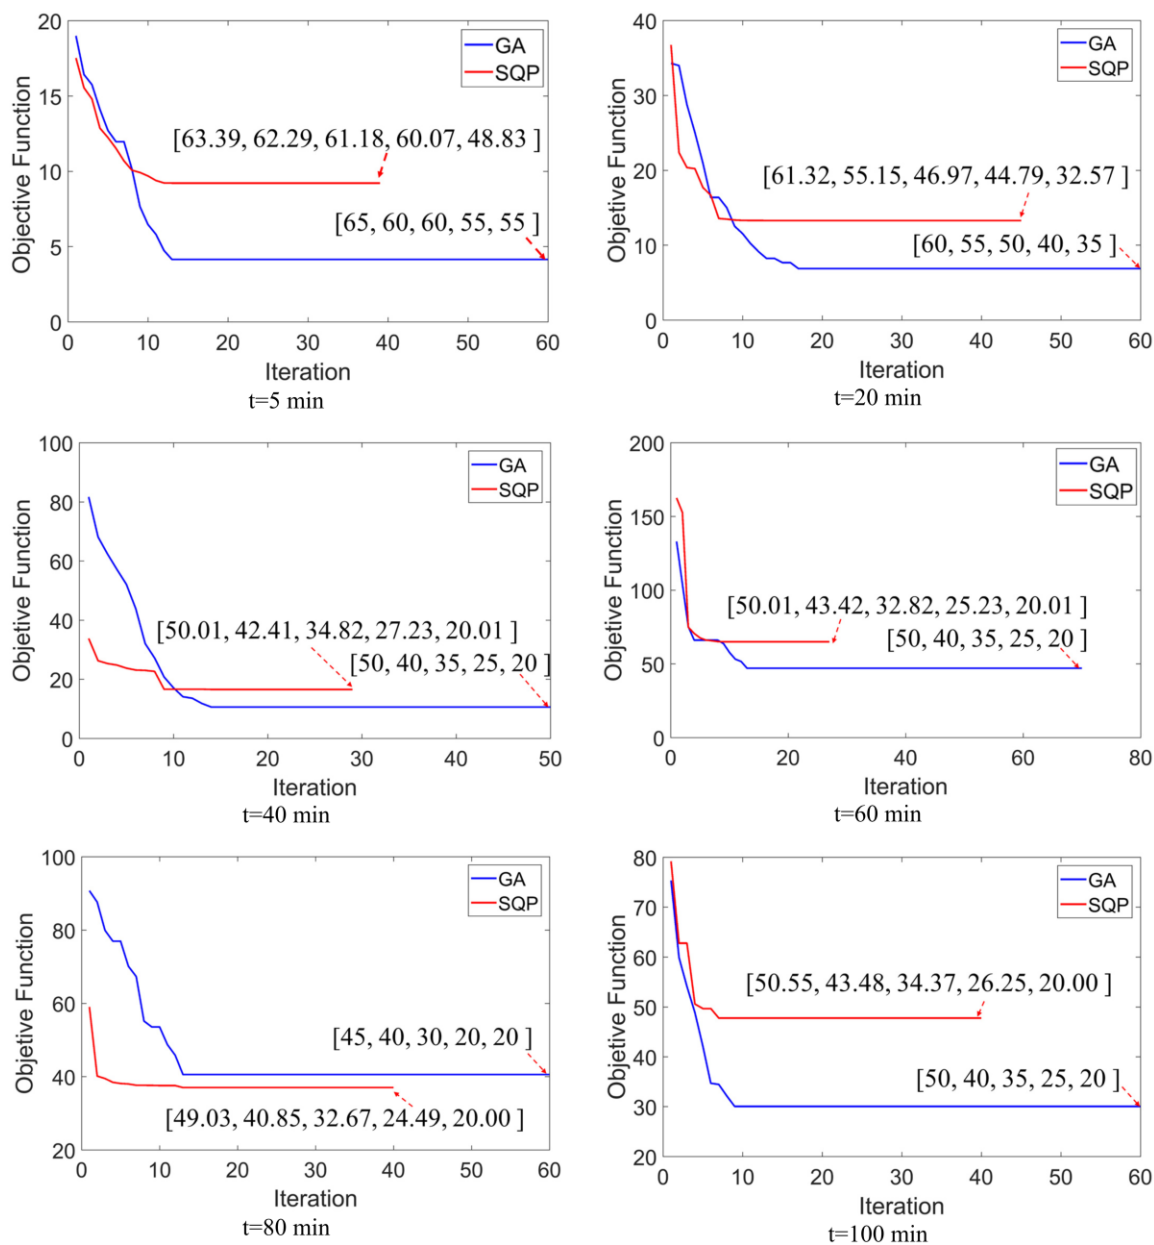 20
15
10
5
0
Objective Function
GA
SQP
[63.39, 62.29, 61.18, 60.07, 48.83 ]
[65, 60, 60, 55, 55 ]
0 10 20 30 40 50 60
Iteration
t=5 min
40
30
20
10
0
Objetive Function
GA
SQP
[61.32, 55.15, 46.97, 44.79, 32.57 ]
[60, 55, 50, 40, 35 ]
0 10 20 30 40 50 60
Iteration
t=20 min
100
80
60
40
20
0
Objetive Function
GA
SQP
[50.01, 42.41, 34.82, 27.23, 20.01 ]
[50, 40, 35, 25, 20 ]
0 10 20 30 40 50
Iteration
t=40 min
200
150
100
50
0
Objetive Function
GA
SQP
[50.01, 43.42, 32.82, 25.23, 20.01 ]
[50, 40, 35, 25, 20 ]
0 20 40 60 80
Iteration
t=60 min
100
80
60
40
20
Objetive Function
GA
SQP
[45, 40, 30, 20, 20 ]
[49.03, 40.85, 32.67, 24.49, 20.00 ]
0 10 20 30 40 50 60
Iteration
t=80 min
80
70
60
50
40
30
20
Objetive Function
GA
SQP
[50.55, 43.48, 34.37, 26.25, 20.00 ]
[50, 40, 35, 25, 20 ]
0 10 20 30 40 50 60
Iteration
t=100 min